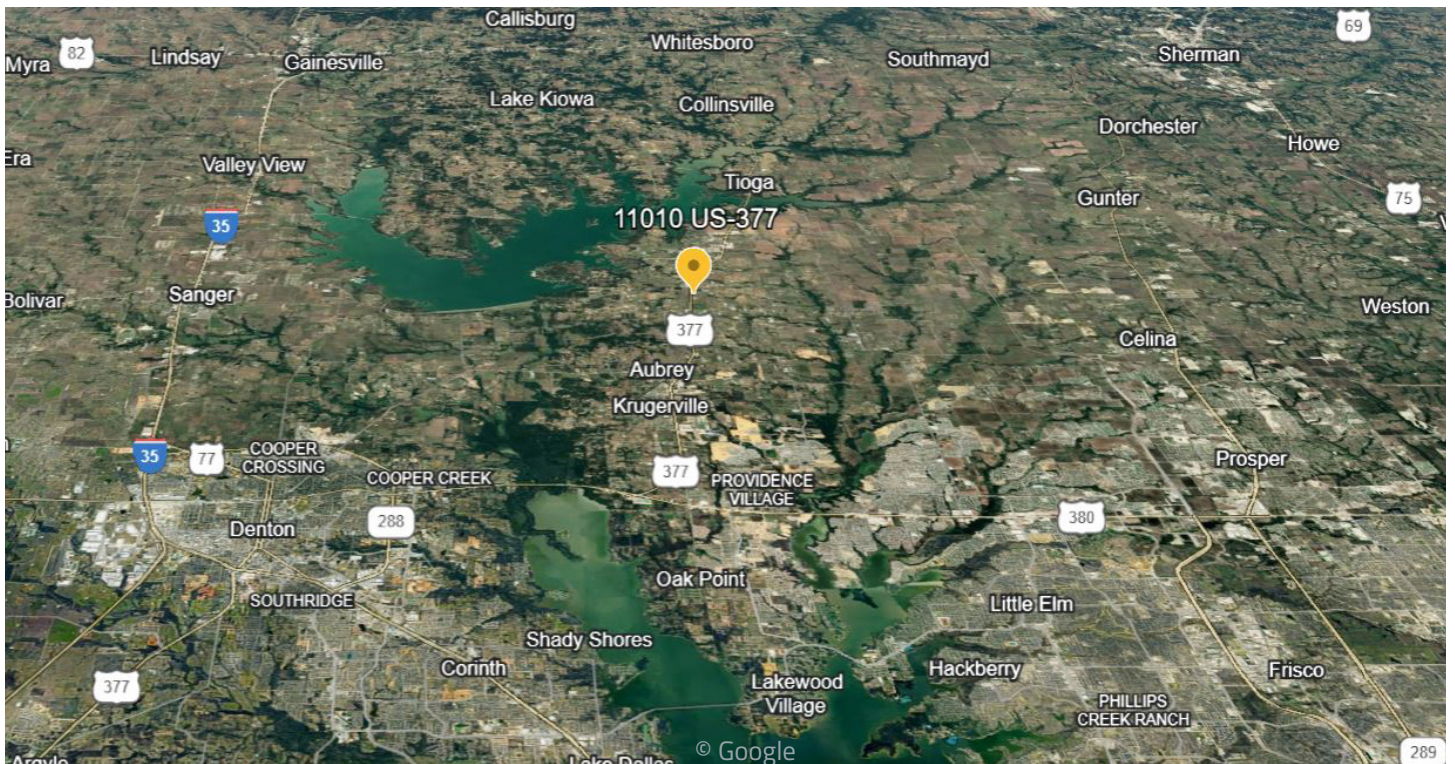 Callisburg
69
82
Whitesboro
Myra
Lindsay
Gainesville
Southmayd
Sherman
Lake Kiowa
Collinsville
Dorchester
Howe
Era
Valley View
Tioga
75
Gunter
35
11010 US-377
Bolivar
Sanger
Weston
377
Celina
Aubrey
Krugerville
35
77
COOPER
CROSSING
Prosper
377
COOPER CREEK
PROVIDENCE
VILLAGE
380
288
Denton
Oak Point
SOUTHRIDGE
Little Elm
Shady Shores
Corinth
Hackberry
Frisco
377
Lakewood
Village
PHILLIPS
CREEK RANCH
© Google
289
Argyle
Lake Dallas